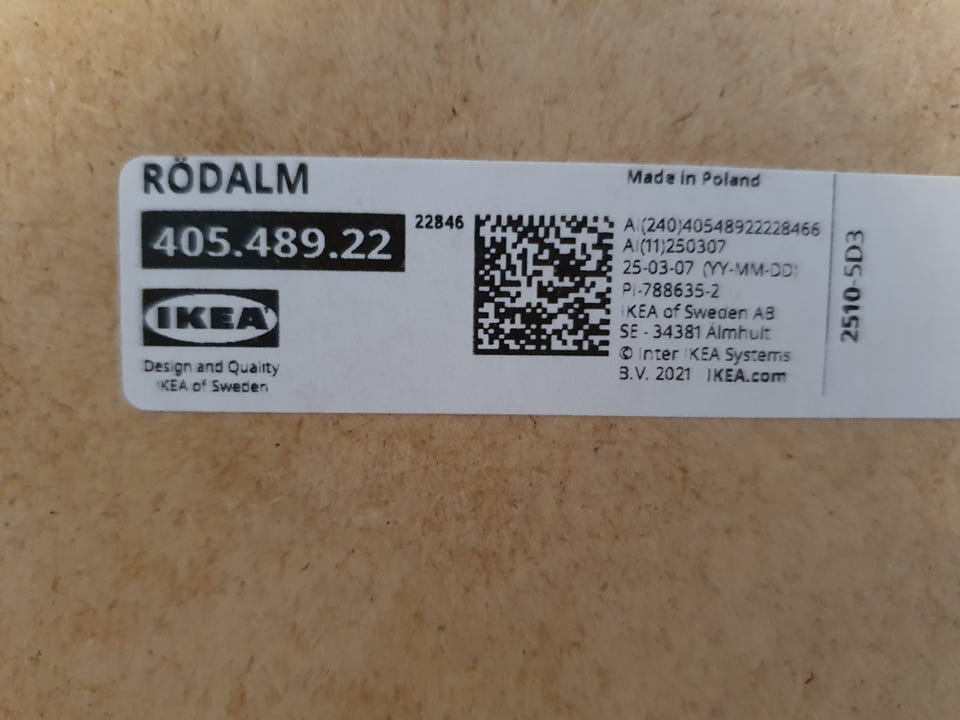 RÖDALM
405.489.22
22846
IKEA
Design and Quality
IKEA of Sweden
Made in Poland
AI(240)40548922228466
AI(11)250307
25-03-07 (YY-MM-DD)
PI-788635-2
IKEA of Sweden AB
SE - 34381 Älmhult
© Inter IKEA Systems
B.V. 2021 IKEA.com
2510-5D3